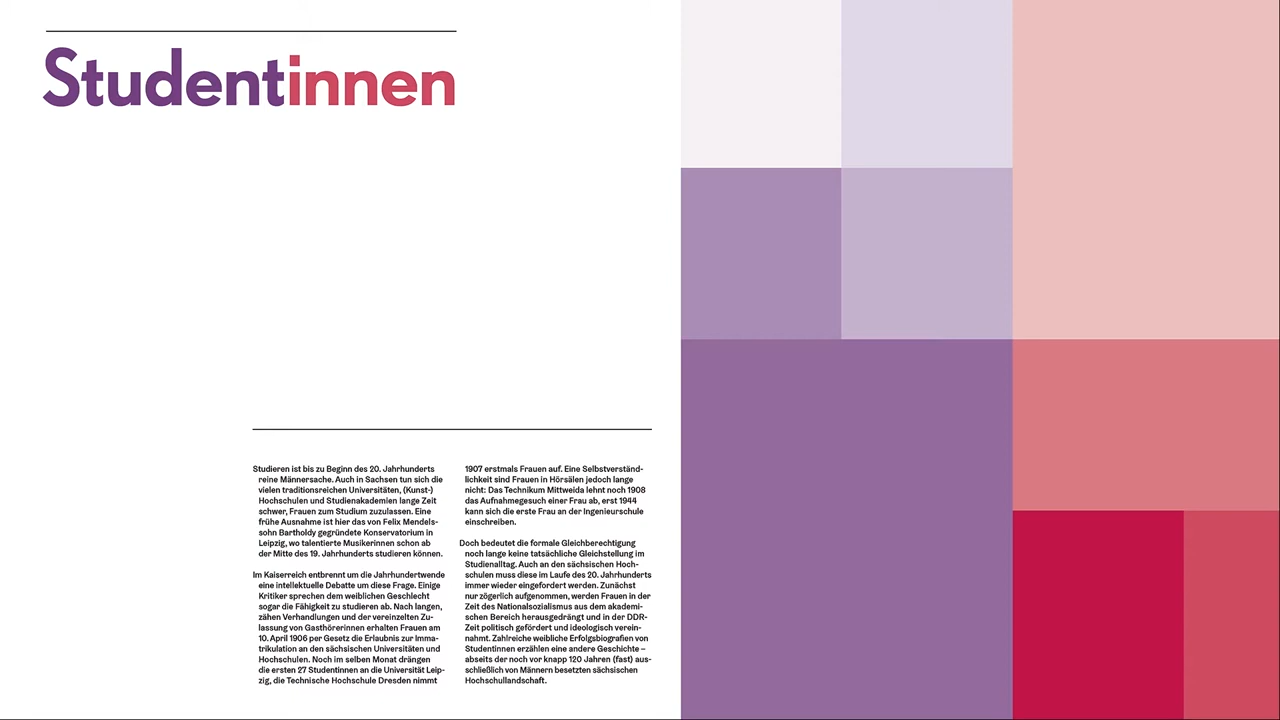 Studentinnen
Studieren ist bis zu Beginn des 20. Jahrhunderts
reine Männersache. Auch in Sachsen tun sich die
vielen traditionsreichen Universitäten, (Kunst-)
Hochschulen und Studienakademien lange Zeit
schwer, Frauen zum Studium zuzulassen. Eine
frühe Ausnahme ist hier das von Felix Mendels-
sohn Bartholdy gegründete Konservatorium in
Leipzig, wo talentierte Musikerinnen schon ab
der Mitte des 19. Jahrhunderts studieren können.
Im Kaiserreich entbrennt um die Jahrhundertwende
eine intellektuelle Debatte um diese Frage. Einige
Kritiker sprechen dem weiblichen Geschlecht
sogar die Fähigkeit zu studieren ab. Nach langen,
zähen Verhandlungen und der vereinzelten Zu-
lassung von Gasthörerinnen erhalten Frauen am
10. April 1906 per Gesetz die Erlaubnis zur Imma-
trikulation an den sächsischen Universitäten und
Hochschulen. Noch im selben Monat drängen
die ersten 27 Studentinnen an die Universität Leip-
zig, die Technische Hochschule Dresden nimmt
1907 erstmals Frauen auf. Eine Selbstverständ-
lichkeit sind Frauen in Hörsälen jedoch lange
nicht: Das Technikum Mittweida lehnt noch 1908
das Aufnahmegesuch einer Frau ab, erst 1944
kann sich die erste Frau an der Ingenieurschule
einschreiben.
Doch bedeutet die formale Gleichberechtigung
noch lange keine tatsächliche Gleichstellung im
Studienalltag. Auch an den sächsischen Hoch-
schulen muss diese im Laufe des 20. Jahrhunderts
immer wieder eingefordert werden. Zunächst
nur zögerlich aufgenommen, werden Frauen in der
Zeit des Nationalsozialismus aus dem akademi-
schen Bereich herausgedrängt und in der DDR-
Zeit politisch gefördert und ideologisch verein-
nahmt. Zahlreiche weibliche Erfolgsbiografien von
Studentinnen erzählen eine andere Geschichte –
abseits der noch vor knapp 120 Jahren (fast) aus-
schließlich von Männern besetzten sächsischen
Hochschullandschaft.